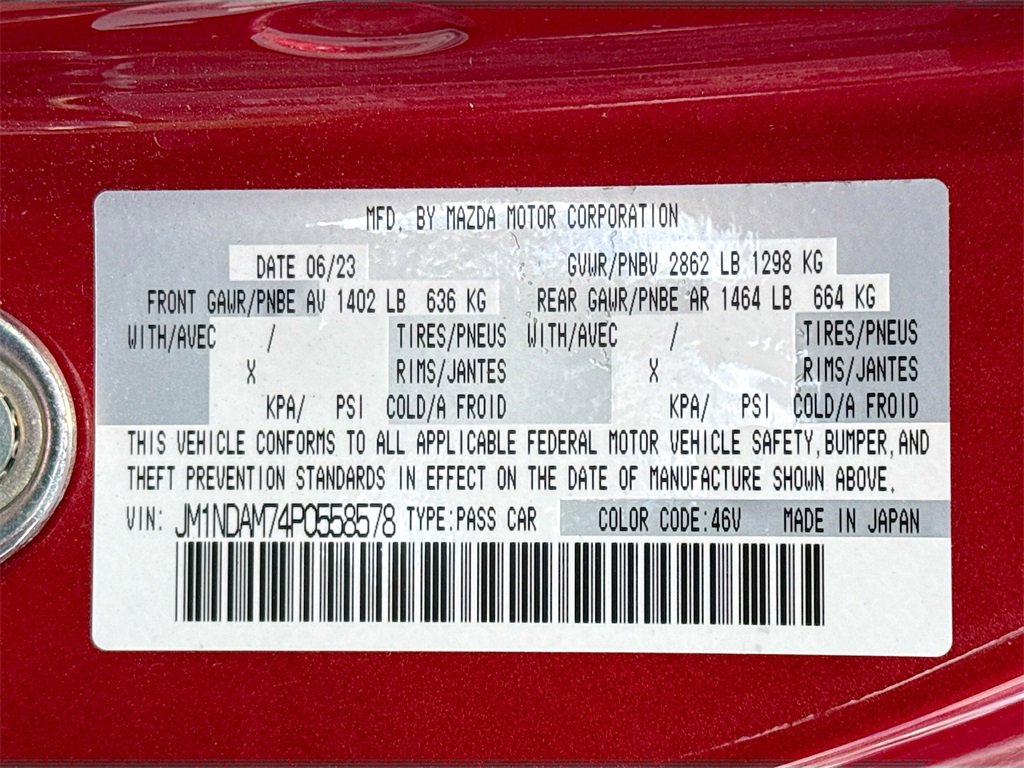 MFD. BY MAZDA MOTOR CORPORATION
DATE 06/23 GVWR/PNBV 2862 LB 1298 KG
FRONT GAWR/PNBE AV 1402 LB 636 KG REAR GAWR/PNBE AR 1464 LB 664 KG
WITH/AVEC / TIRES/PNEUS WITH/AVEC / TIRES/PNEUS
X RIMS/JANTES X RIMS/JANTES
KPA/ PSI COLD/A FROID KPA/ PSI COLD/A FROID
THIS VEHICLE CONFORMS TO ALL APPLICABLE FEDERAL MOTOR VEHICLE SAFETY,BUMPER,AND
THEFT PREVENTION STANDARDS IN EFFECT ON THE DATE OF MANUFACTURE SHOWN ABOVE.
VIN: JM1NDAM74P0558578 TYPE:PASS CAR COLOR CODE:46V MADE IN JAPAN